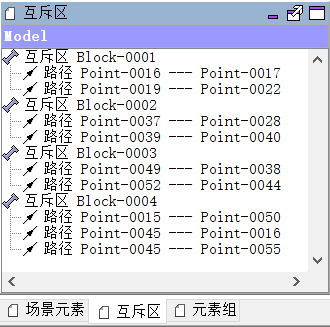 互斥区
Model
互斥区 Block-0001
路径 Point-0016 --- Point-0017
路径 Point-0019 --- Point-0022
互斥区 Block-0002
路径 Point-0037 --- Point-0028
路径 Point-0039 --- Point-0040
互斥区 Block-0003
路径 Point-0049 --- Point-0038
路径 Point-0052 --- Point-0044
互斥区 Block-0004
路径 Point-0015 --- Point-0050
路径 Point-0045 --- Point-0016
路径 Point-0045 --- Point-0055
场景元素 互斥区 元素组